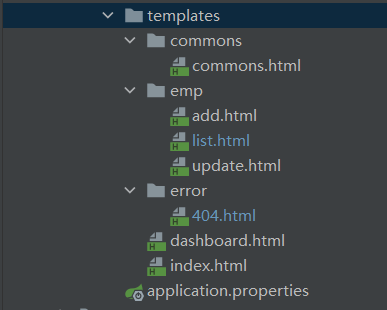 templates
commons
commons.html
emp
add.html
list.html
update.html
error
404.html
dashboard.html
index.html
application.properties